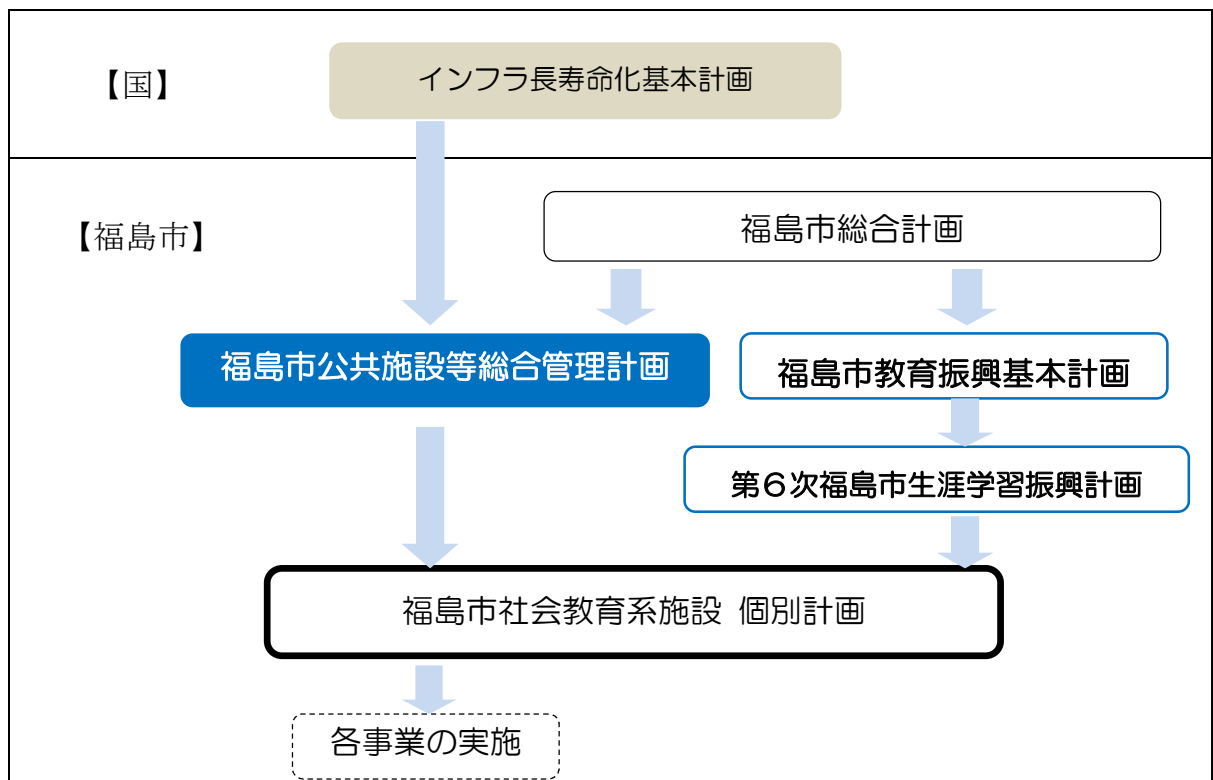 【国】
インフラ長寿命化基本計画
【福島市】
福島市総合計画
福島市公共施設等総合管理計画
福島市教育振興基本計画
第6次福島市生涯学習振興計画
福島市社会教育系施設 個別計画
各事業の実施